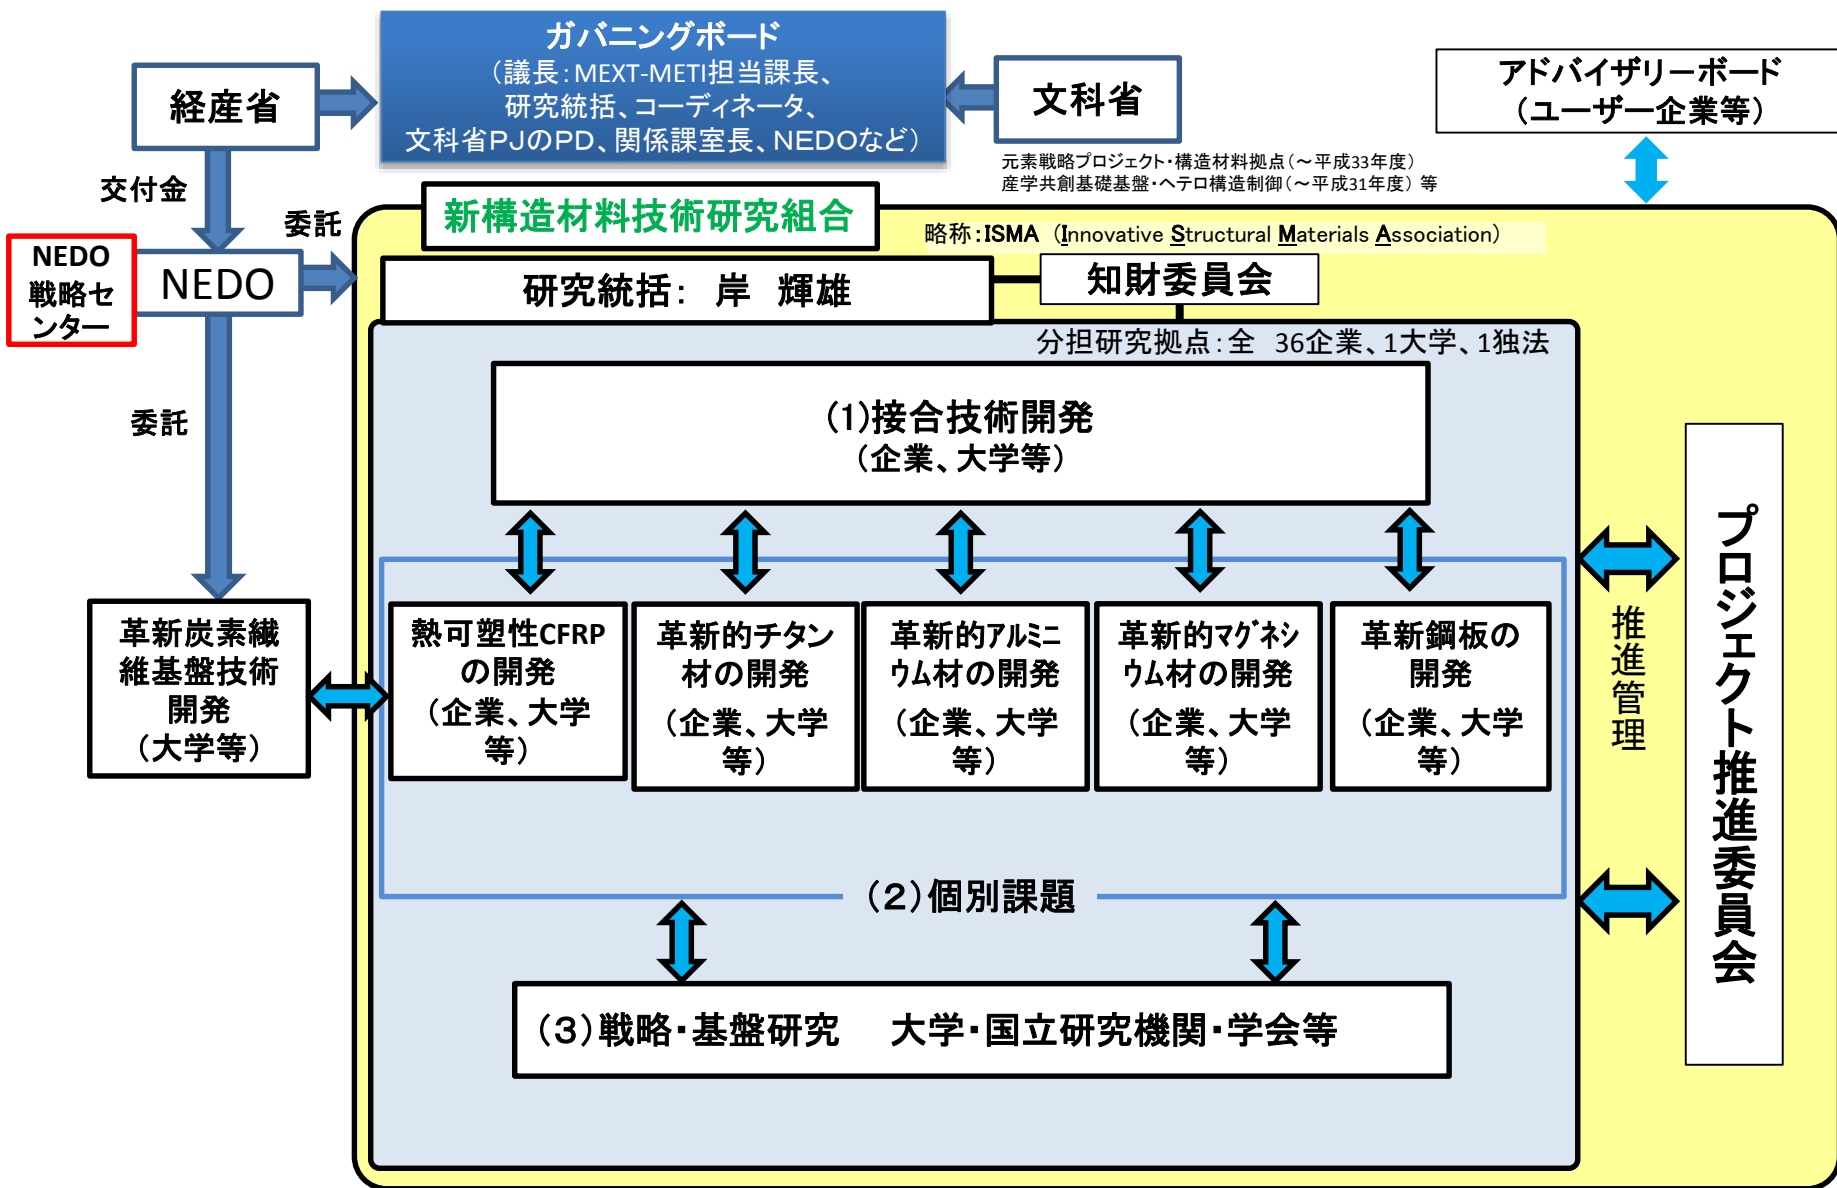 ガバニングボード
（議長：MEXT-METI担当課長、
研究統括、コーディネータ、
文科省PJのPD、関係課室長、NEDOなど）
経産省
文科省
アドバイザリーボード
（ユーザー企業等）
元素戦略プロジェクト・構造材料拠点（～平成33年度）
産学共創基礎基盤・ヘテロ構造制御（～平成31年度） 等
交付金
委託
新構造材料技術研究組合
略称：ISMA （Innovative Structural Materials Association）
NEDO
戦略セ
ンター
NEDO
研究統括： 岸 輝雄
知財委員会
分担研究拠点：全 36企業、1大学、1独法
委託
(1)接合技術開発
（企業、大学等）
革新炭素繊
維基盤技術
開発
（大学等）
熱可塑性CFRP
の開発
（企業、大学
等）
革新的チタン
材の開発
（企業、大学
等）
革新的アルミニ
ウム材の開発
（企業、大学
等）
革新的マグネシ
ウム材の開発
（企業、大学
等）
革新鋼板の
開発
（企業、大学
等）
推進管理
プロジェクト推進委員会
（２）個別課題
（３）戦略・基盤研究 大学・国立研究機関・学会等